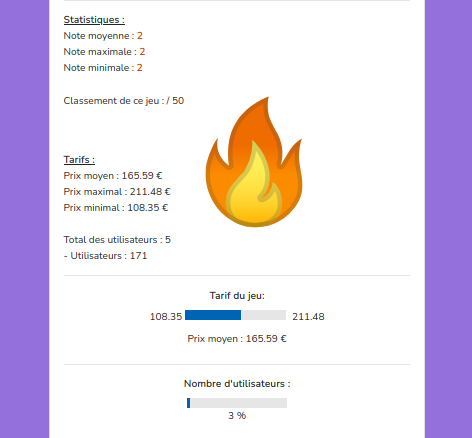 Statistiques :
Note moyenne : 2
Note maximale : 2
Note minimale : 2
Classement de ce jeu : / 50
Tarifs :
Prix moyen : 165.59 €
Prix maximal : 211.48 €
Prix minimal : 108.35 €
Total des utilisateurs : 5
- Utilisateurs : 171
Tarif du jeu:
108.35 211.48
Prix moyen : 165.59 €
Nombre d'utilisateurs :
3 %